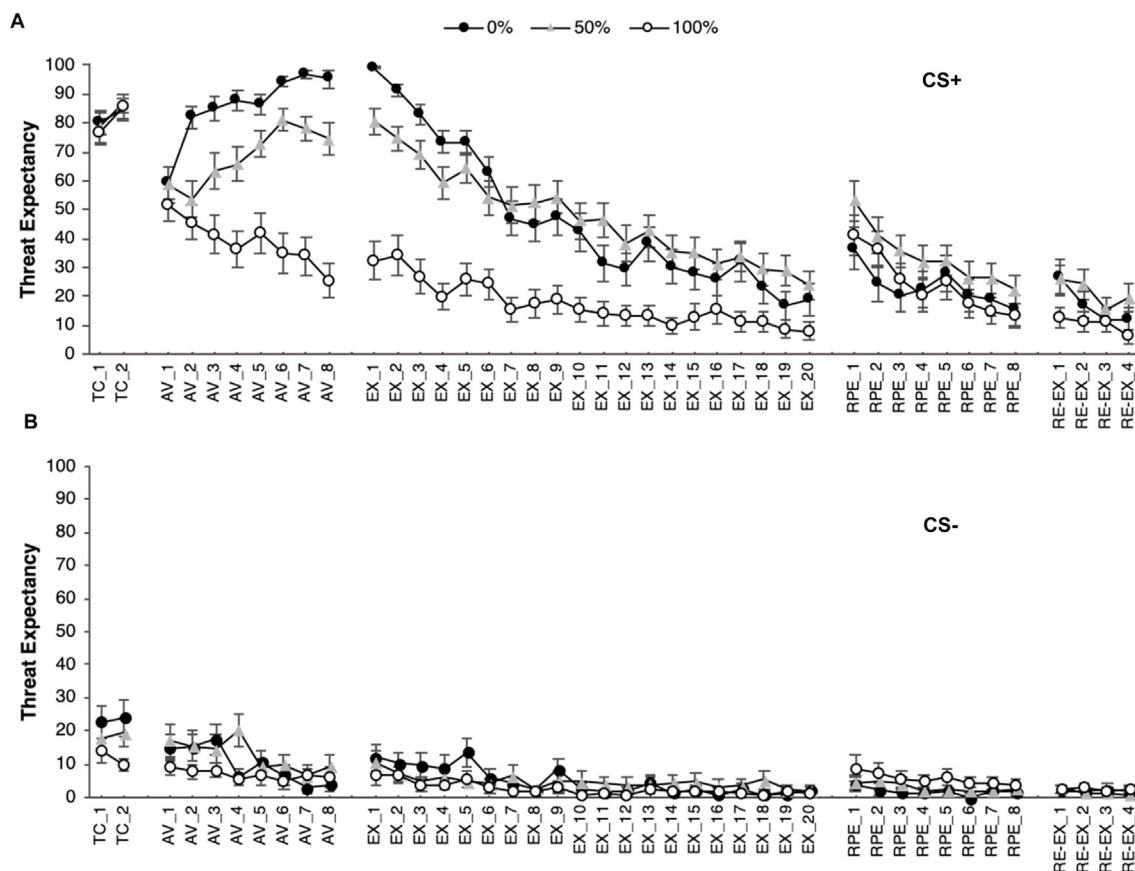 A
0% 50% 100%
CS+
Threat Expectancy
100
90
80
70
60
50
40
30
20
10
0
TC_1 TC_2 AV_1 AV_2 AV_3 AV_4 AV_5 AV_6 AV_7 AV_8 EX_1 EX_2 EX_3 EX_4 EX_5 EX_6 EX_7 EX_8 EX_9 EX_10 EX_11 EX_12 EX_13 EX_14 EX_15 EX_16 EX_17 EX_18 EX_19 EX_20 RPE_1 RPE_2 RPE_3 RPE_4 RPE_5 RPE_6 RPE_7 RPE_8 RE-EX_1 RE-EX_2 RE-EX_3 RE-EX_4
B
CS-
Threat Expectancy
100
90
80
70
60
50
40
30
20
10
0
TC_1 TC_2 AV_1 AV_2 AV_3 AV_4 AV_5 AV_6 AV_7 AV_8 EX_1 EX_2 EX_3 EX_4 EX_5 EX_6 EX_7 EX_8 EX_9 EX_10 EX_11 EX_12 EX_13 EX_14 EX_15 EX_16 EX_17 EX_18 EX_19 EX_20 RPE_1 RPE_2 RPE_3 RPE_4 RPE_5 RPE_6 RPE_7 RPE_8 RE-EX_1 RE-EX_2 RE-EX_3 RE-EX_4